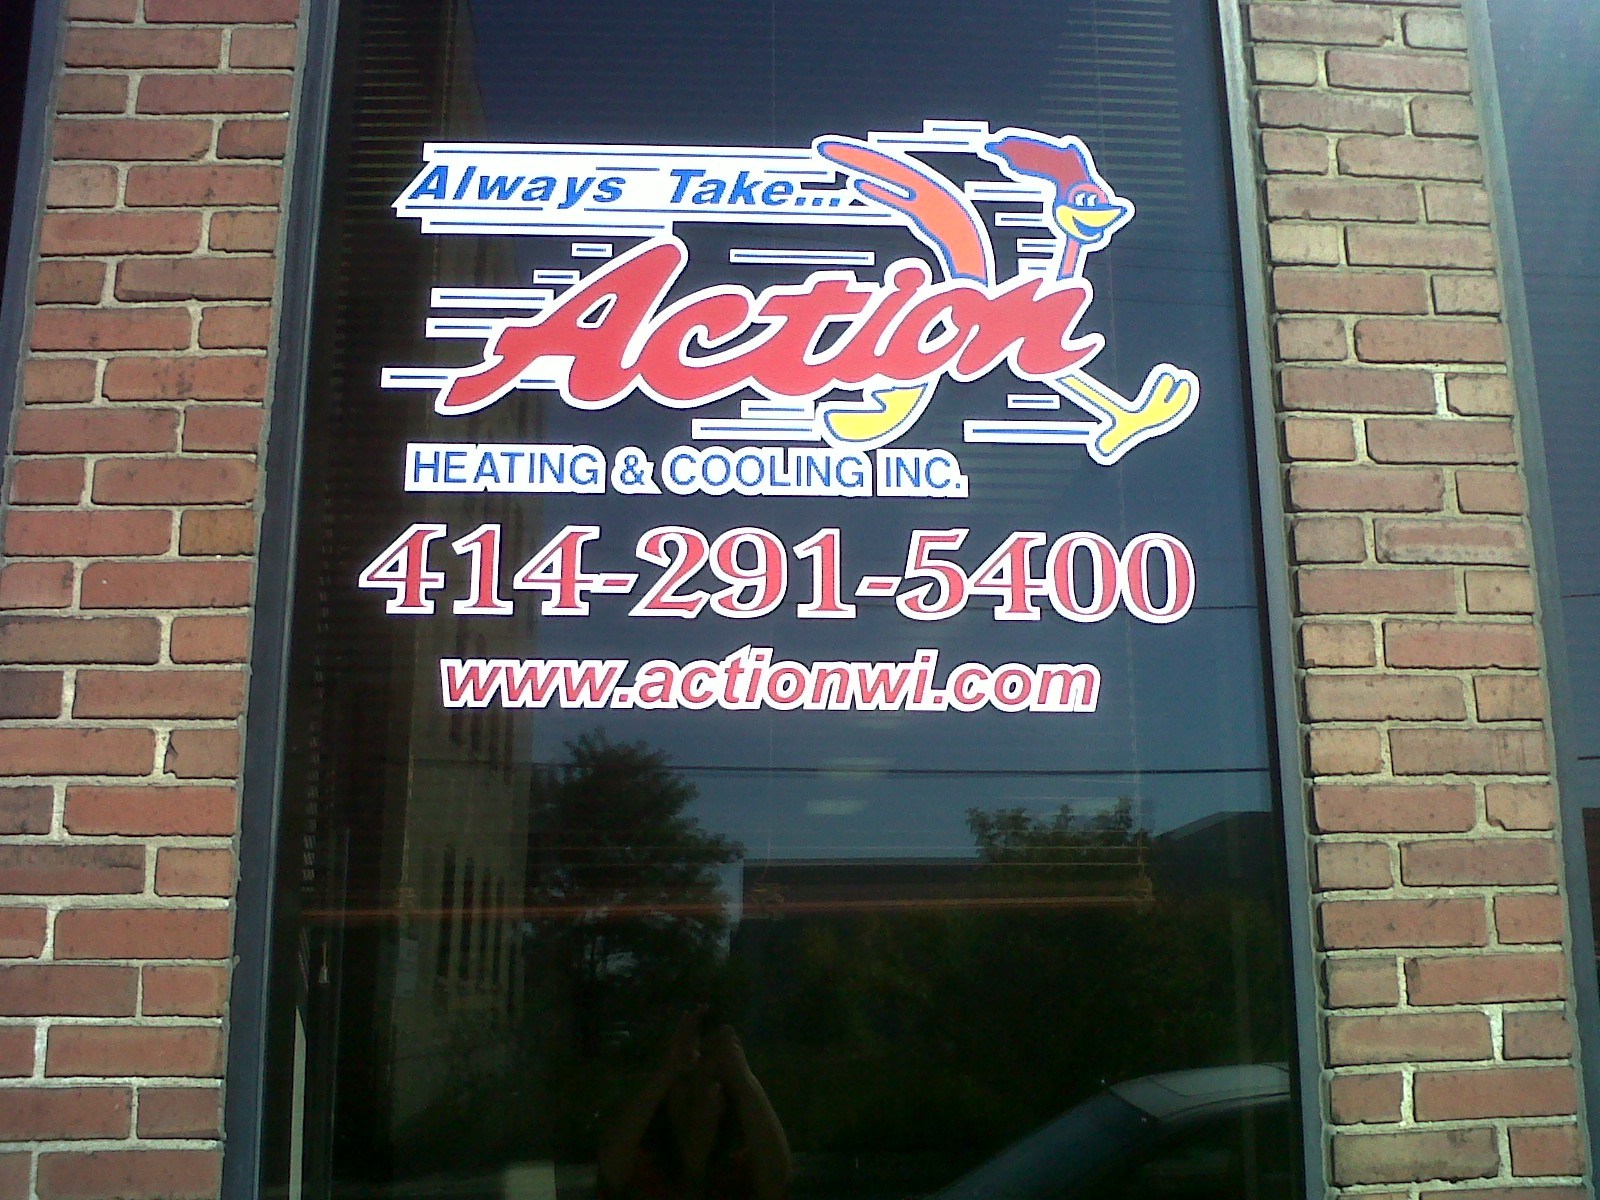 Always Take...
Action
HEATING & COOLING INC.
414-291-5400
www.actionwi.com